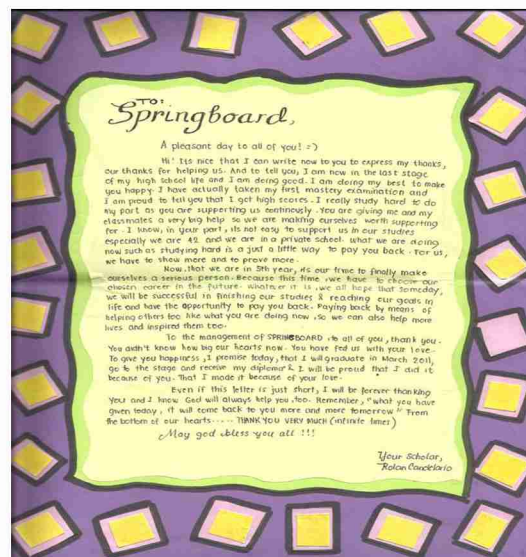 TO:
Springboard,
A pleasant day to all of you! =)
Hi! Its nice that I can write now to you to express my thanks,
our thanks for helping us. And to tell you, I am now in the last stage
of my high school life and I am doing good. I am doing my best to make
you happy. I have actually taken my first mastery examination and
I am proud to tell you that I got high scores. I really study hard to do
my part as you are supporting us continously. You are giving me and my
classmates a very big help so we are making ourselves worth supporting
for. I know, in your part, its not easy to support us in our studies
especially we are 42 and we are in a private school. What we are doing
now such as studying hard is a just a little way to pay you back. For us,
we have to show more and to prove more.
Now, that we are in 5th year, its our time to finally make
ourselves a serious person. Because this time, we have to choose our
chosen career in the future. Whatever it is, we all hope that someday,
we will be successful in finishing our studies & reaching our goals in
life and have the opportunity to pay you back. Paying back by means of
helping others too like what you are doing now, so we can also help more
lives and inspired them too.
To the management of SPRINGBOARD, to all of you, thank you.
You didn't know how big our hearts now. You have fed us with your love.
To give you happiness, I promise today, that I will graduate in March 2011,
go to the stage and receive my diploma & I will be proud that I did it
because of you. That I made it because of your love.
Even if this letter is just short, I will be forever thanking
you and I know God will always help you, too. Remember, "what you have
given today, it will come back to you more and more tomorrow." From
the bottom of our hearts..... THANK YOU VERY MUCH (infinite times)
May god bless you all !!!
Your scholar,
Rolan Candelario